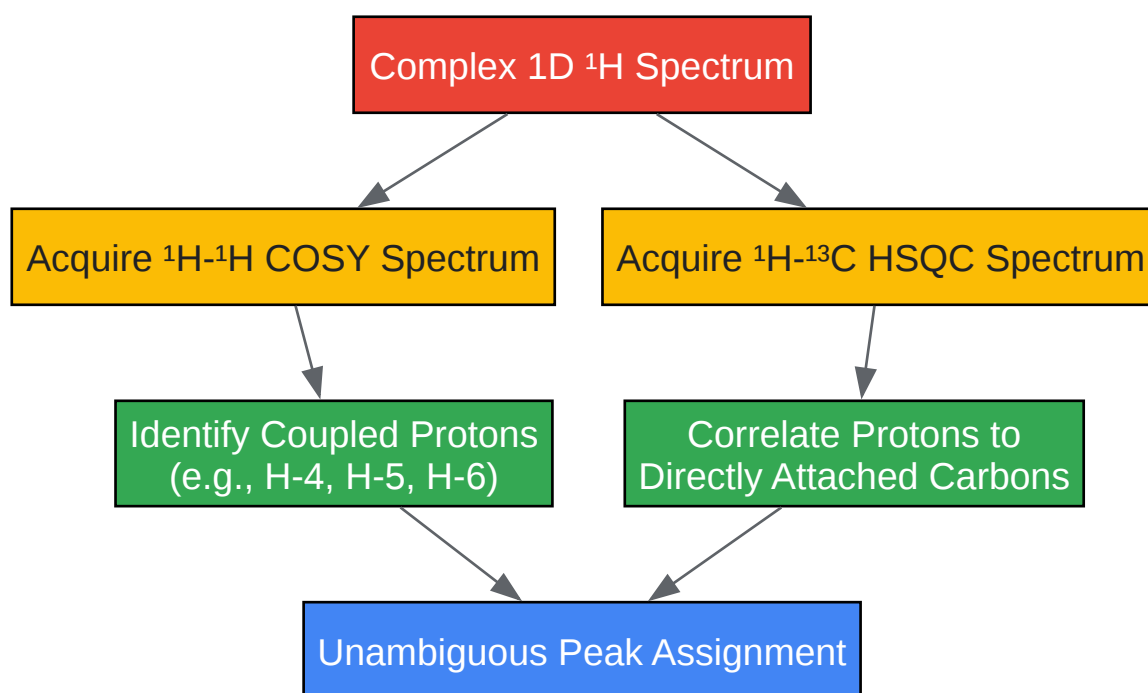 Complex 1D ¹H Spectrum
Acquire ¹H-¹H COSY Spectrum
Acquire ¹H-¹³C HSQC Spectrum
Identify Coupled Protons
(e.g., H-4, H-5, H-6)
Correlate Protons to
Directly Attached Carbons
Unambiguous Peak Assignment